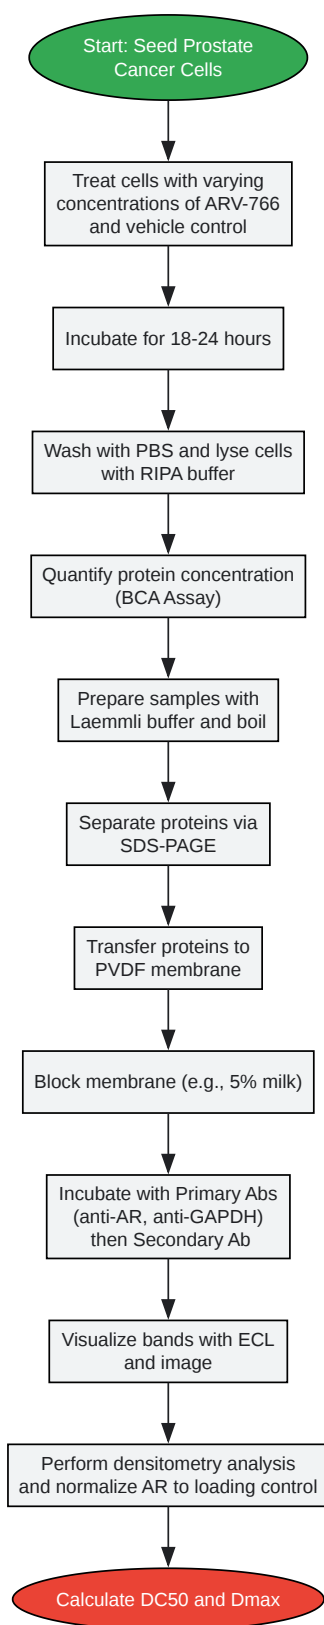 Start: Seed Prostate
Cancer Cells
Treat cells with varying
concentrations of ARV-766
and vehicle control
Incubate for 18-24 hours
Wash with PBS and lyse cells
with RIPA buffer
Quantify protein concentration
(BCA Assay)
Prepare samples with
Laemmli buffer and boil
Separate proteins via
SDS-PAGE
Transfer proteins to
PVDF membrane
Block membrane (e.g., 5% milk)
Incubate with Primary Abs
(anti-AR, anti-GAPDH)
then Secondary Ab
Visualize bands with ECL
and image
Perform densitometry analysis
and normalize AR to loading control
Calculate DC50 and Dmax